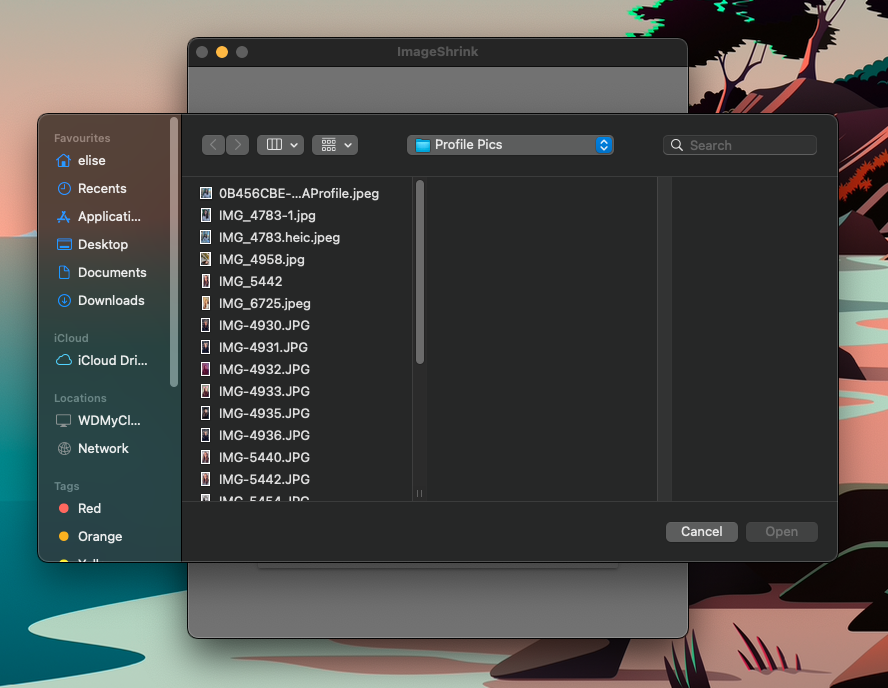 ImageShrink
Favourites
elise
Recents
Applicati...
Desktop
Documents
Downloads
iCloud
iCloud Dri...
Locations
WDMyCl...
Network
Tags
Red
Orange
Profile Pics
Search
0B456CBE-...AProfile.jpeg
IMG_4783-1.jpg
IMG_4783.heic.jpeg
IMG_4958.jpg
IMG_5442
IMG_6725.jpeg
IMG-4930.JPG
IMG-4931.JPG
IMG-4932.JPG
IMG-4933.JPG
IMG-4935.JPG
IMG-4936.JPG
IMG-5440.JPG
IMG-5442.JPG
Cancel
Open